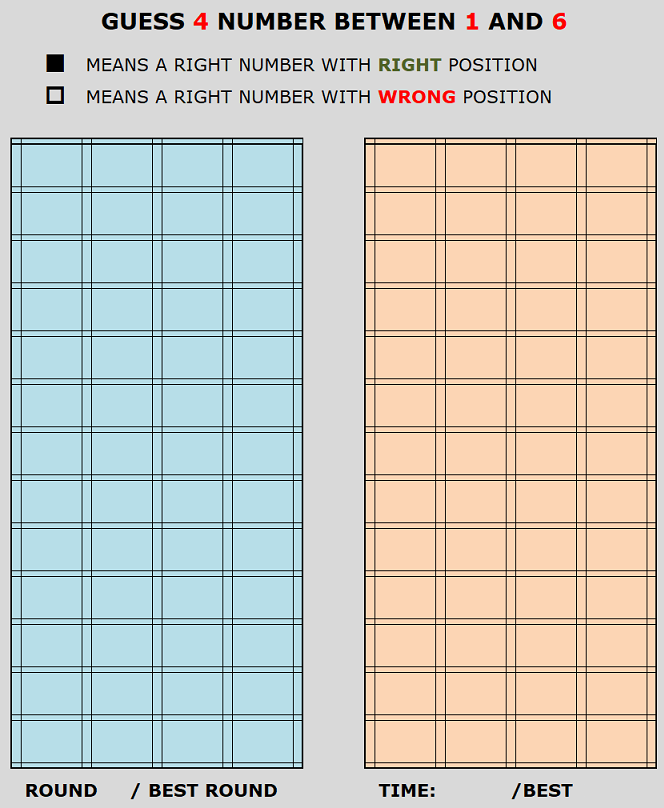 GUESS 4 NUMBER BETWEEN 1 AND 6
MEANS A RIGHT NUMBER WITH RIGHT POSITION
MEANS A RIGHT NUMBER WITH WRONG POSITION
ROUND / BEST ROUND
TIME: /BEST